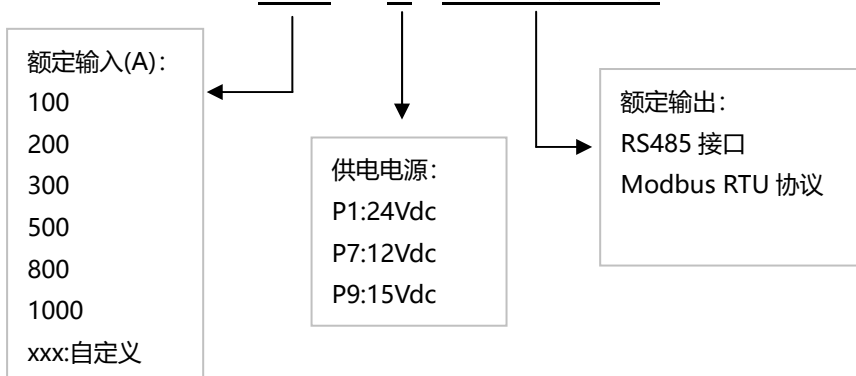 额定输入(A):
100
200
300
500
800
1000
xxx:自定义
供电电源:
P1:24Vdc
P7:12Vdc
P9:15Vdc
额定输出:
RS485 接口
Modbus RTU 协议